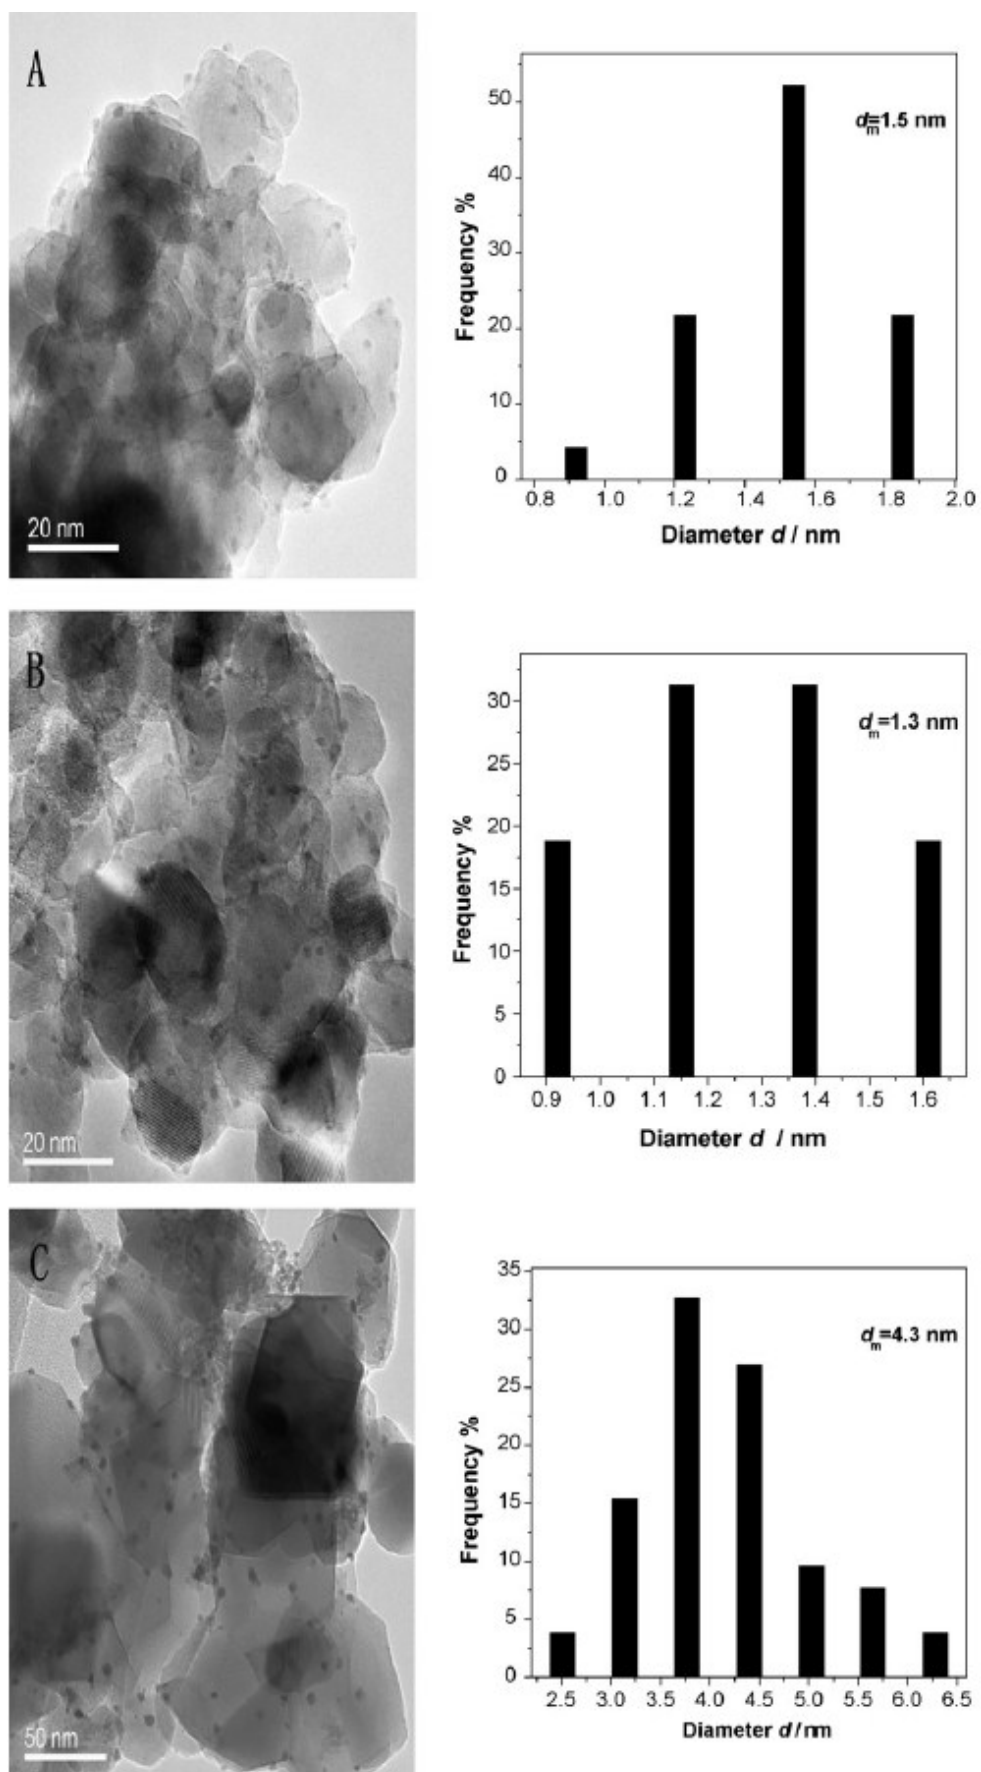 A
20 nm
50
40
30
20
10
0
Frequency %
dm=1.5 nm
0.8 1.0 1.2 1.4 1.6 1.8 2.0
Diameter d / nm
B
20 nm
30
25
20
15
10
5
0
Frequency %
dm=1.3 nm
0.9 1.0 1.1 1.2 1.3 1.4 1.5 1.6
Diameter d / nm
C
50 nm
35
30
25
20
15
10
5
0
Frequency %
dm=4.3 nm
2.5 3.0 3.5 4.0 4.5 5.0 5.5 6.0 6.5
Diameter d/nm